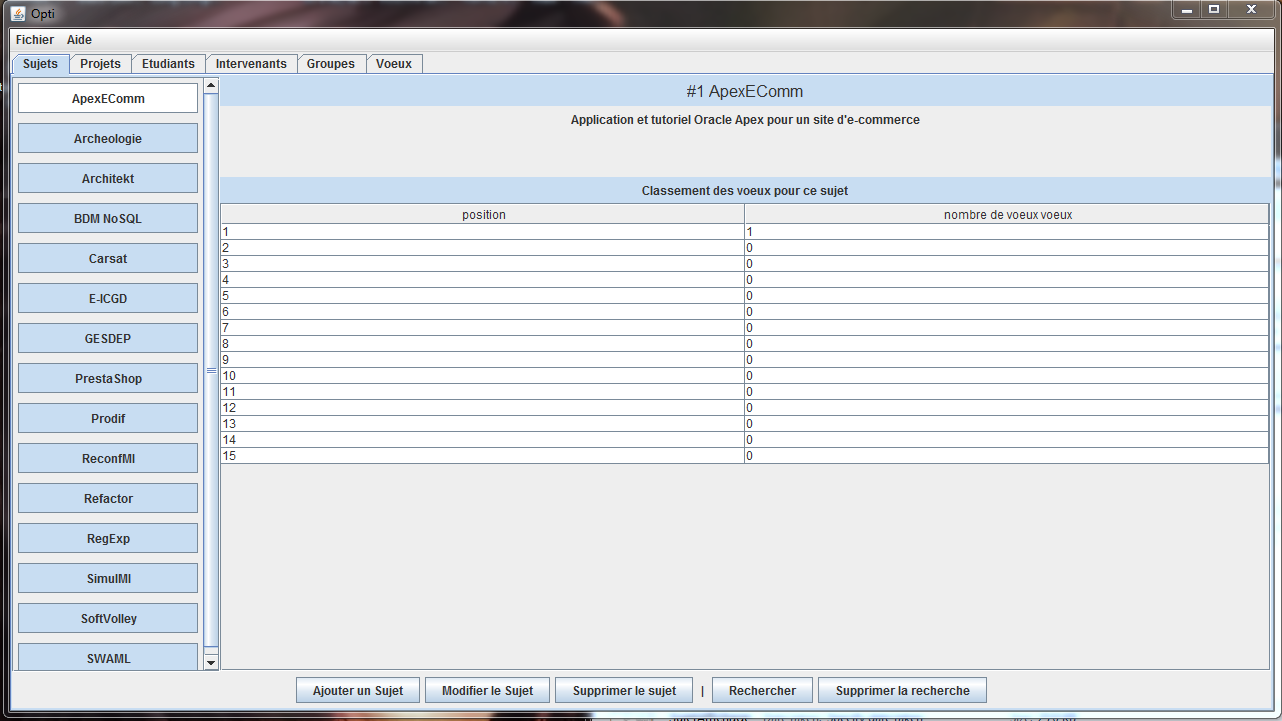 Opti
Fichier Aide
Sujets Projets Etudiants Intervenants Groupes Voeux
ApexEComm
Archeologie
Architekt
BDM NoSQL
Carsat
E-ICGD
GESDEP
PrestaShop
Prodif
ReconfMI
Refactor
RegExp
SimulMI
SoftVolley
SWAML
#1 ApexEComm
Application et tutoriel Oracle Apex pour un site d'e-commerce
Classement des voeux pour ce sujet
position nombre de voeux voeux
1 1
2 0
3 0
4 0
5 0
6 0
7 0
8 0
9 0
10 0
11 0
12 0
13 0
14 0
15 0
Ajouter un Sujet Modifier le Sujet Supprimer le sujet | Rechercher Supprimer la recherche